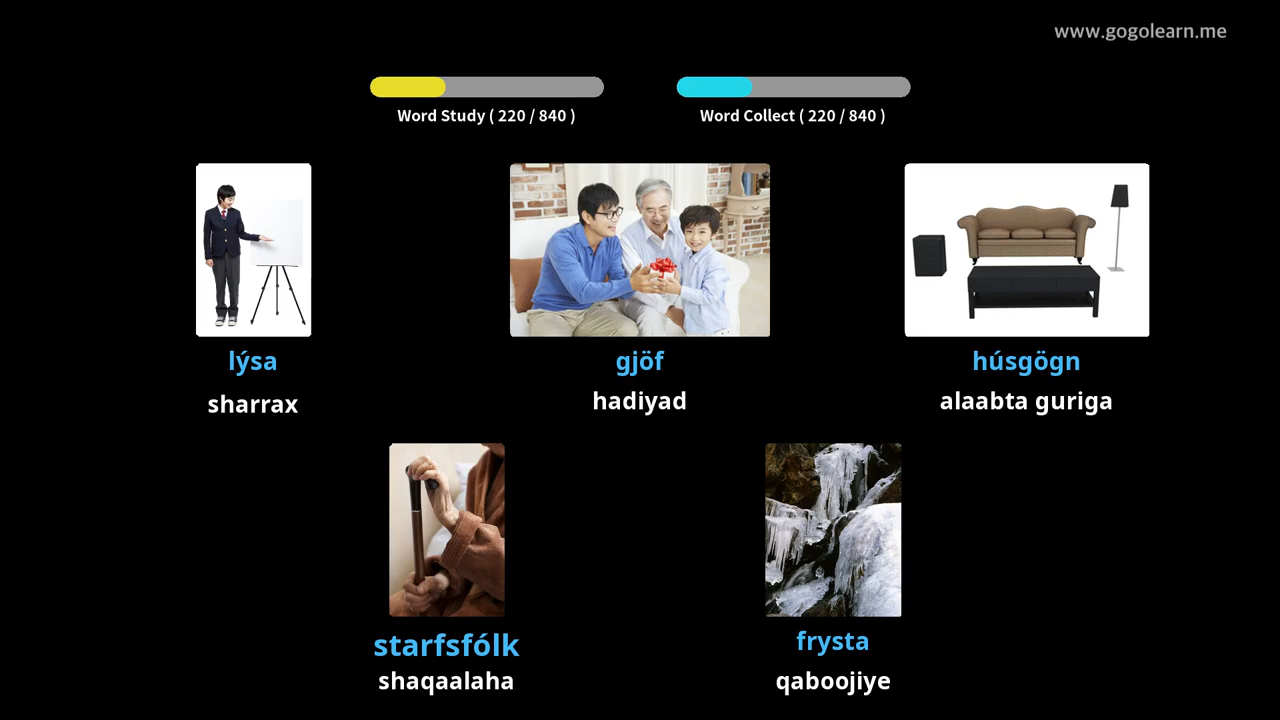 www.gogolearn.me
Word Study ( 220 / 840 )
Word Collect ( 220 / 840 )
lýsa
sharrax
gjöf
hadiyad
húsgögn
alaabta guriga
starfsfólk
shaqaalaha
frysta
qaboojiye